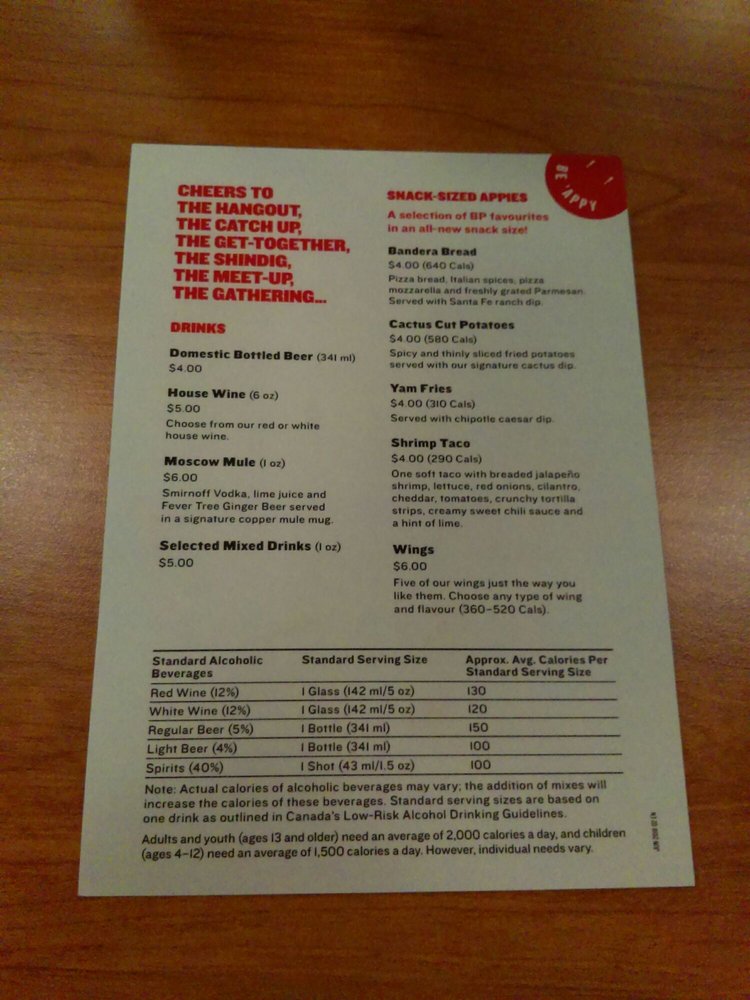 CHEERS TO
THE HANGOUT,
THE CATCH UP,
THE GET-TOGETHER,
THE SHINDIG,
THE MEET-UP,
THE GATHERING...
DRINKS
Domestic Bottled Beer (341 ml)
$4.00
House Wine (6 oz)
$5.00
Choose from our red or white
house wine.
Moscow Mule (1 oz)
$6.00
Smirnoff Vodka, lime juice and
Fever Tree Ginger Beer served
in a signature copper mule mug.
Selected Mixed Drinks (1 oz)
$5.00
BE 'APPY
SNACK-SIZED APPIES
A selection of BP favourites
in an all-new snack size!
Bandera Bread
$4.00 (640 Cals)
Pizza bread, Italian spices, pizza
mozzarella and freshly grated Parmesan.
Served with Santa Fe ranch dip.
Cactus Cut Potatoes
$4.00 (580 Cals)
Spicy and thinly sliced fried potatoes
served with our signature cactus dip.
Yam Fries
$4.00 (310 Cals)
Served with chipotle caesar dip.
Shrimp Taco
$4.00 (290 Cals)
One soft taco with breaded jalapeño
shrimp, lettuce, red onions, cilantro,
cheddar, tomatoes, crunchy tortilla
strips, creamy sweet chili sauce and
a hint of lime.
Wings
$6.00
Five of our wings just the way you
like them. Choose any type of wing
and flavour (360-520 Cals).
Standard Alcoholic Beverages Standard Serving Size Approx. Avg. Calories Per Standard Serving Size
Red Wine (12%) 1 Glass (142 ml/5 oz) 130
White Wine (12%) 1 Glass (142 ml/5 oz) 120
Regular Beer (5%) 1 Bottle (341 ml) 150
Light Beer (4%) 1 Bottle (341 ml) 100
Spirits (40%) 1 Shot (43 ml/1.5 oz) 100
Note: Actual calories of alcoholic beverages may vary; the addition of mixes will
increase the calories of these beverages. Standard serving sizes are based on
one drink as outlined in Canada's Low-Risk Alcohol Drinking Guidelines.
Adults and youth (ages 13 and older) need an average of 2,000 calories a day, and children
(ages 4-12) need an average of 1,500 calories a day. However, individual needs vary.